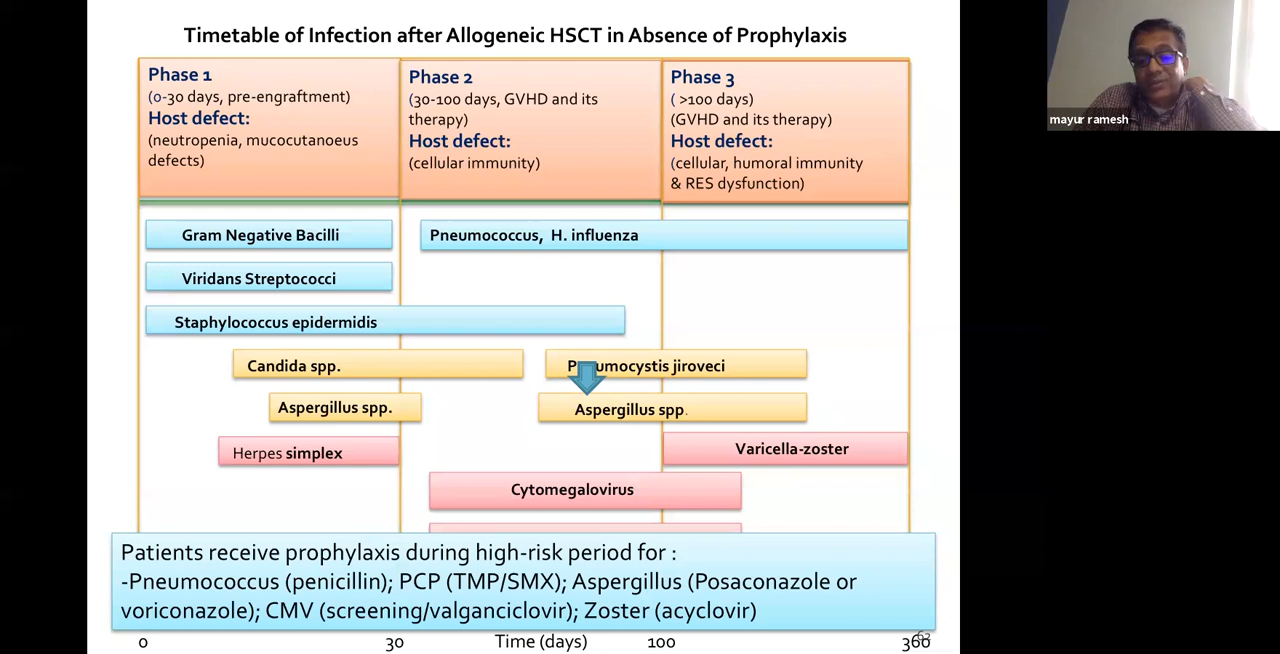 Timetable of Infection after Allogeneic HSCT in Absence of Prophylaxis
Phase 1
(0-30 days, pre-engraftment)
Host defect:
(neutropenia, mucocutanoeus
defects)
Phase 2
(30-100 days, GVHD and its
therapy)
Host defect:
(cellular immunity)
Phase 3
( >100 days)
(GVHD and its therapy)
Host defect:
(cellular, humoral immunity
& RES dysfunction)
Gram Negative Bacilli
Pneumococcus, H. influenza
Viridans Streptococci
Staphylococcus epidermidis
Candida spp.
Pneumocystis jiroveci
Aspergillus spp.
Aspergillus spp.
Herpes simplex
Varicella-zoster
Cytomegalovirus
Patients receive prophylaxis during high-risk period for :
-Pneumococcus (penicillin); PCP (TMP/SMX); Aspergillus (Posaconazole or
voriconazole); CMV (screening/valganciclovir); Zoster (acyclovir)
0
30
Time (days)
100
360
mayur ramesh